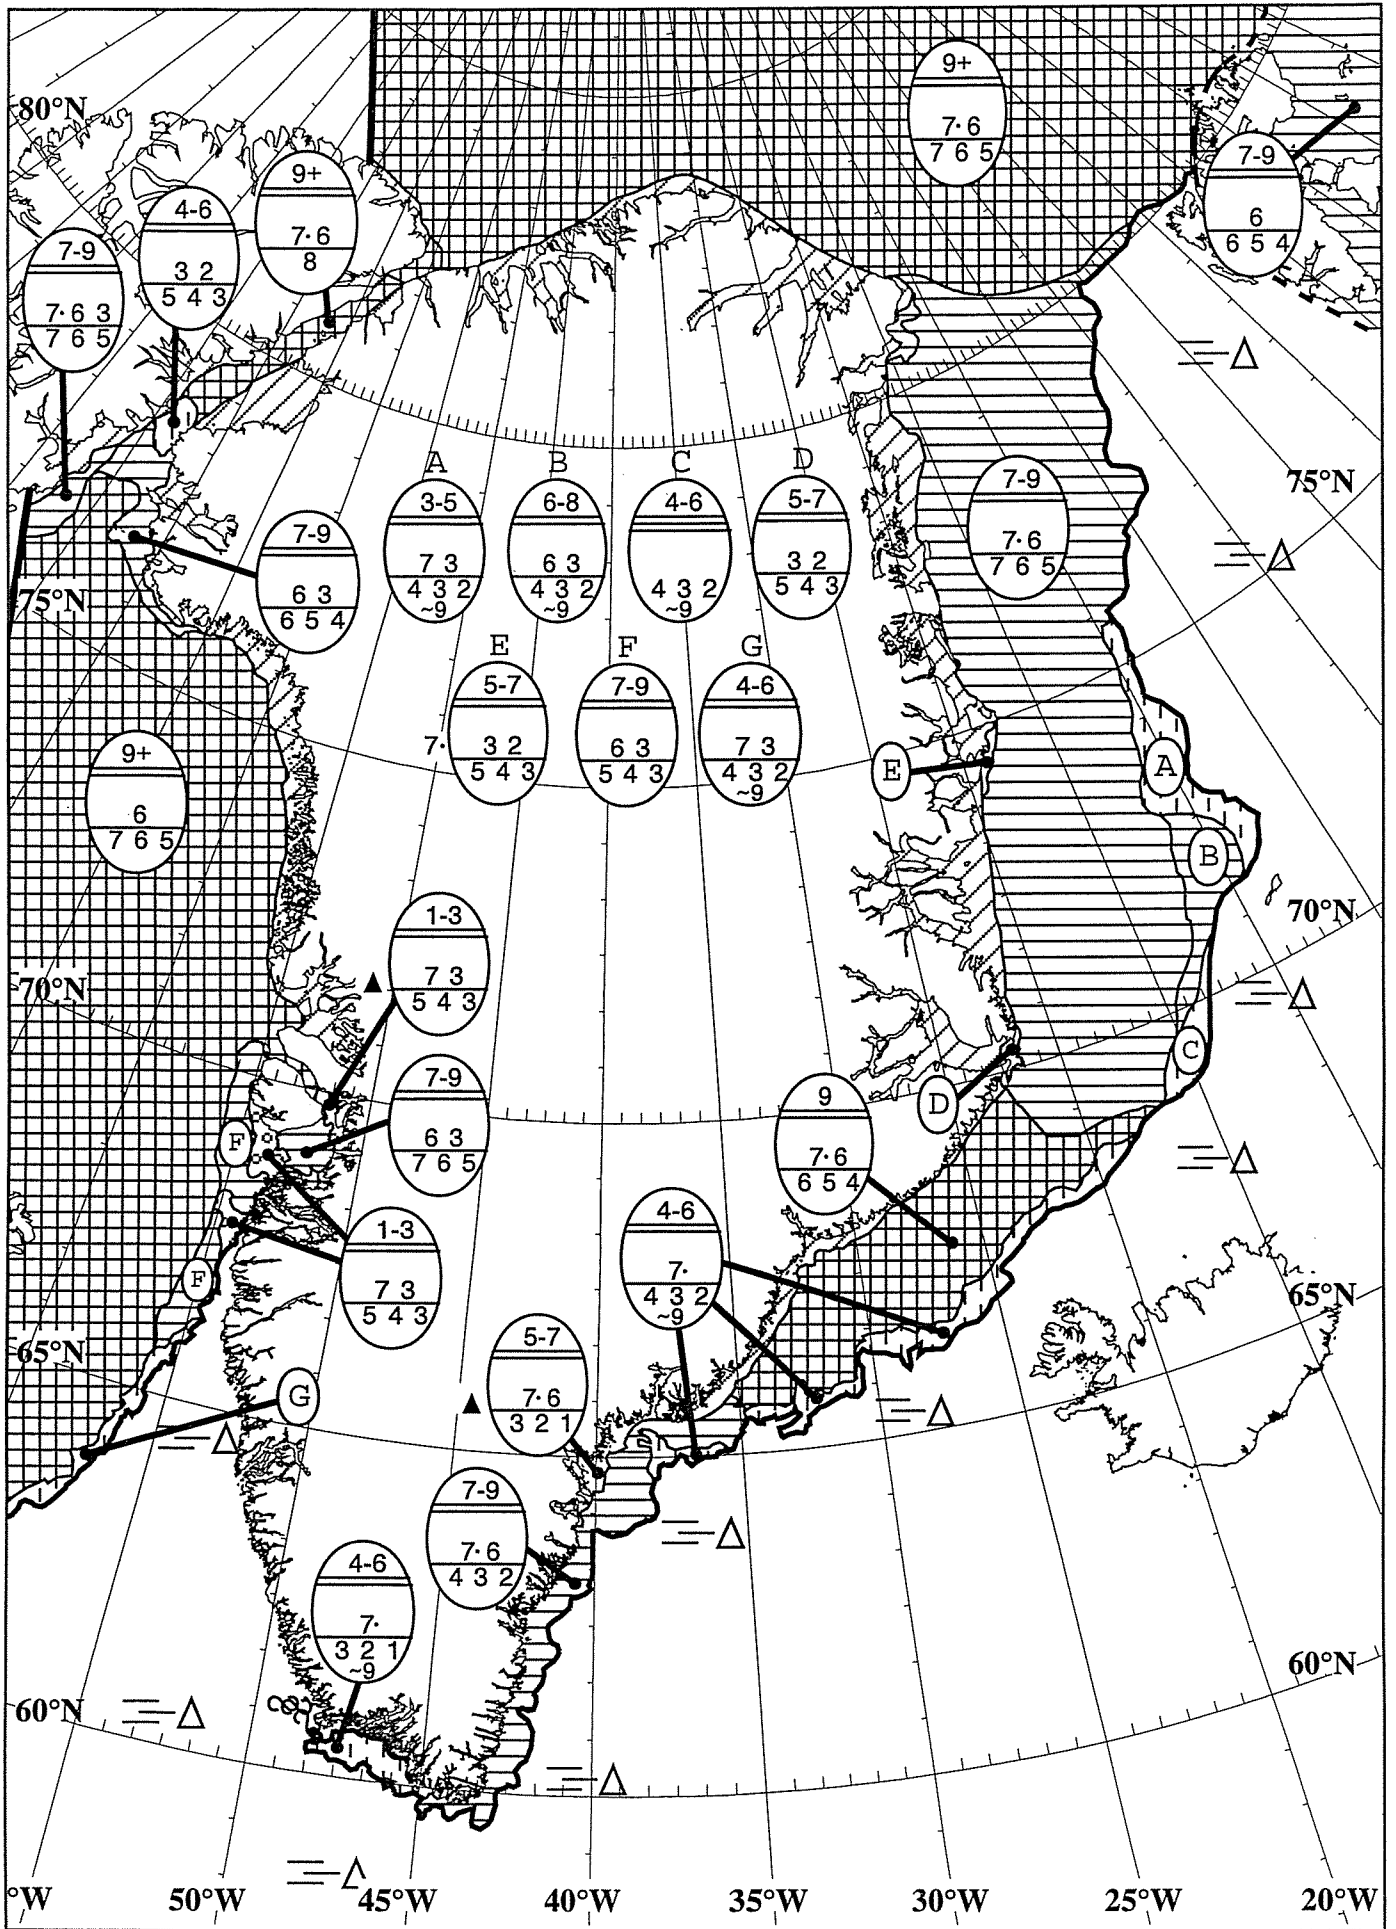 9+
7· 6
7 6 5
80°N
7-9
6
6 5 4
9+
7· 6
8
4-6
3 2
5 4 3
7-9
7· 6 3
7 6 5
A
3-5
7 3
4 3 2
~9
B
6-8
6 3
4 3 2
~9
C
4-6
4 3 2
~9
D
5-7
3 2
5 4 3
7-9
7· 6
7 6 5
75°N
7-9
6 3
6 5 4
75°N
E
5-7
7·
3 2
5 4 3
F
7-9
6 3
5 4 3
G
4-6
7 3
4 3 2
~9
E
A
9+
6
7 6 5
B
70°N
1-3
7 3
5 4 3
70°N
C
7-9
6 3
7 6 5
D
9
7· 6
6 5 4
F
1-3
7 3
5 4 3
4-6
7·
4 3 2
~9
F
65°N
65°N
5-7
7· 6
3 2 1
G
7-9
7· 6
4 3 2
4-6
7·
3 2 1
~9
60°N
60°N
°W
50°W
45°W
40°W
35°W
30°W
25°W
20°W